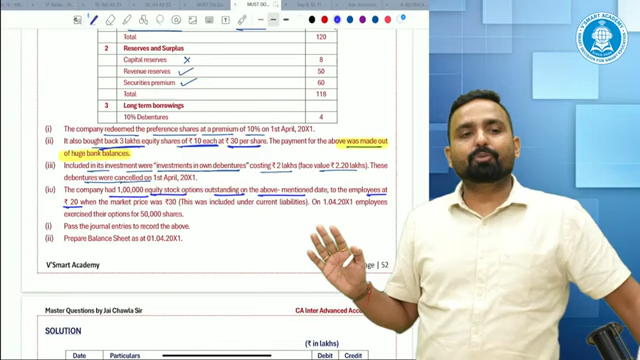 V'SMART ACADEMY
Total 120
2 Reserves and Surplus
Capital reserves 8
Revenue reserves 50
Securities premium 60
Total: 118
3 Long term borrowings
10% Debentures 4
(i) The company redeemed the preference shares at a premium of 10% on 1st April, 20X1.
(ii) It also bought back 3 lakhs equity shares of ₹ 10 each at ₹ 30 per share. The payment for the above was made out
of huge bank balances.
(iii) Included in its investment were "investments in own debentures" costing ₹ 2 lakhs (face value ₹ 2.20 lakhs). These
debentures were cancelled on 1st April, 20X1.
(iv) The company had 1,00,000 equity stock options outstanding on the above- mentioned date, to the employees at
₹ 20 when the market price was ₹30 (This was included under current liabilities). On 1.04.20X1 employees
exercised their options for 50,000 shares.
(i) Pass the journal entries to record the above.
(ii) Prepare Balance Sheet as at 01.04.20X1.
V'Smart Academy
age | 52
Master Questions by Jai Chawla Sir
CA Inter Advanced Acco
SOLUTION
(₹ in lakhs)
Date Particulars Debit Credit